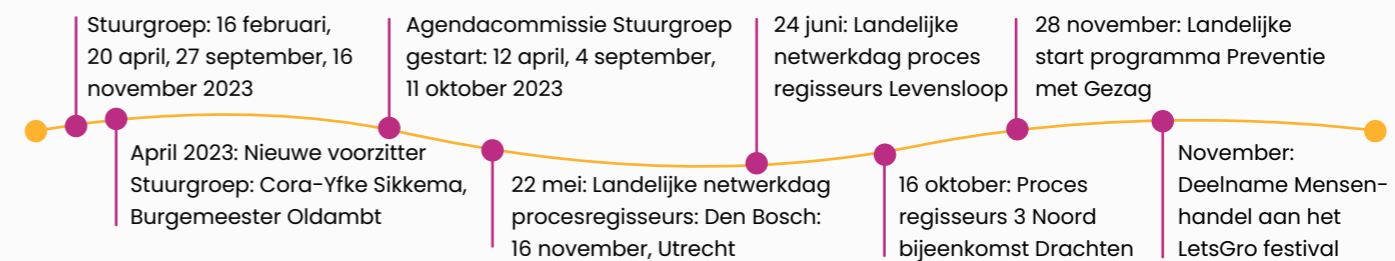 Stuurgroep: 16 februari,
20 april, 27 september, 16
november 2023
April 2023: Nieuwe voorzitter
Stuurgroep: Cora-Yfke Sikkema,
Burgemeester Oldambt
Agendacommissie Stuurgroep
gestart: 12 april, 4 september,
11 oktober 2023
22 mei: Landelijke netwerkdag
procesregisseurs: Den Bosch:
16 november, Utrecht
24 juni: Landelijke
netwerkdag proces
regisseurs Levensloop
16 oktober: Proces
regisseurs 3 Noord
bijeenkomst Drachten
28 november: Landelijke
start programma Preventie
met Gezag
November:
Deelname Mensen-
handel aan het
LetsGro festival